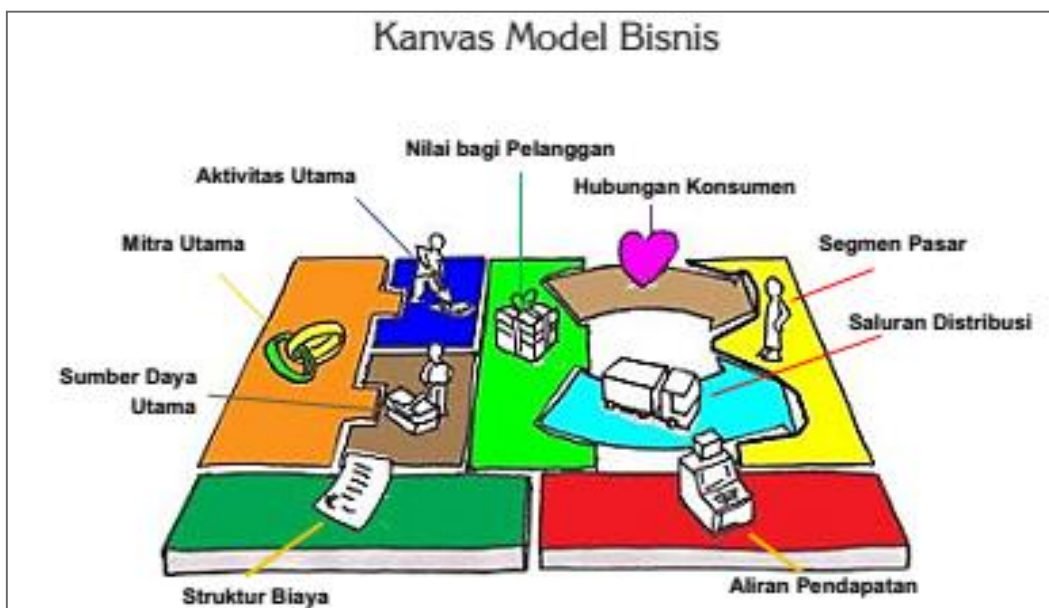 Kanvas Model Bisnis
Nilai bagi Pelanggan
Aktivitas Utama
Hubungan Konsumen
Mitra Utama
Segmen Pasar
Saluran Distribusi
Sumber Daya
Utama
Struktur Biaya
Aliran Pendapatan